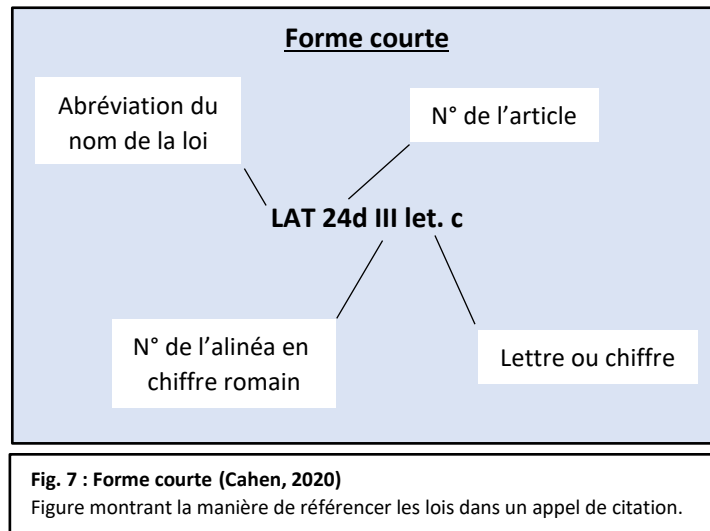 Forme courte
Abréviation du
nom de la loi
N° de l’article
LAT 24d III let. c
N° de l’alinéa en
chiffre romain
Lettre ou chiffre
Fig. 7 : Forme courte (Cahen, 2020)
Figure montrant la manière de référencer les lois dans un appel de citation.